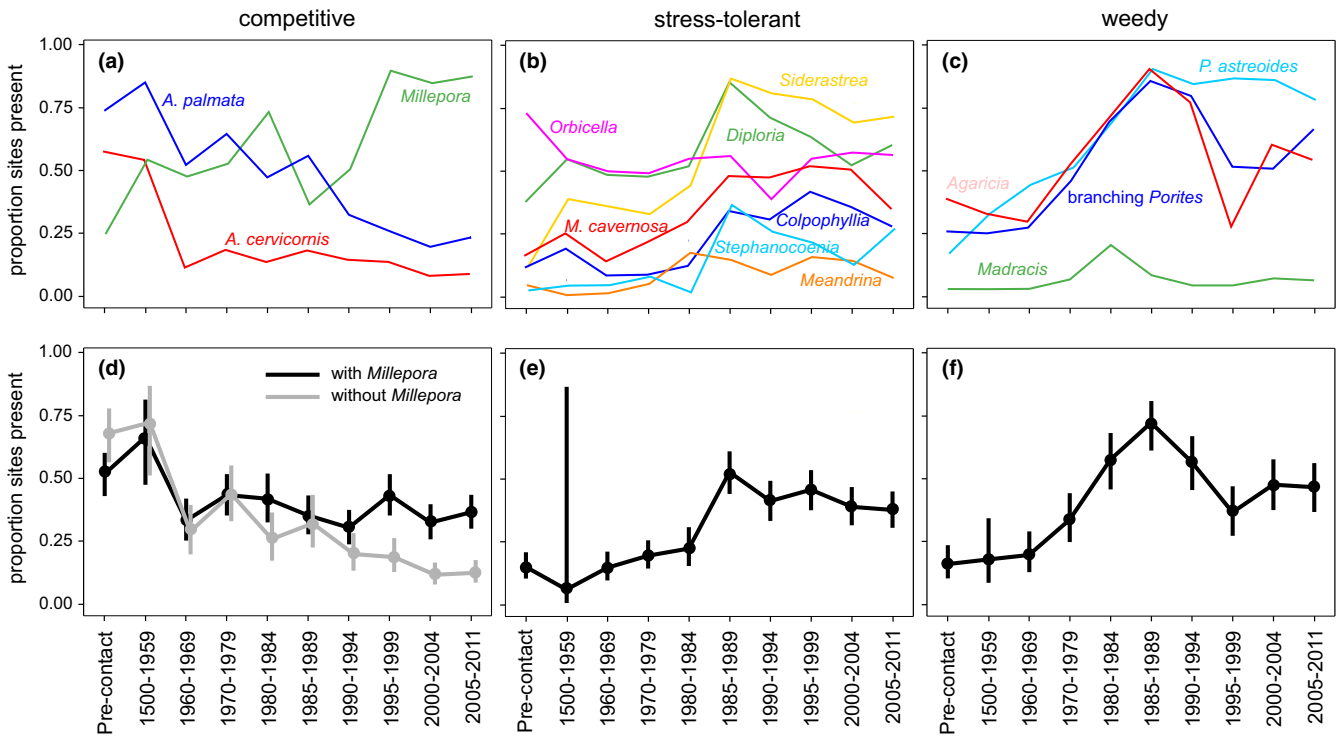 competitive
stress-tolerant
weedy
proportion sites present
1.00
0.75
0.50
0.25
0.00
(a)
A. palmata
Millepora
A. cervicornis
(b)
Siderastrea
Orbicella
Diploria
M. cavernosa
Colpophyllia
Stephanocoenia
Meandrina
(c)
P. astreoides
Agaricia
branching Porites
Madracis
proportion sites present
1.00
0.75
0.50
0.25
0.00
(d)
with Millepora
without Millepora
(e)
(f)
Pre-contact
1500-1959
1960-1969
1970-1979
1980-1984
1985-1989
1990-1994
1995-1999
2000-2004
2005-2011
Pre-contact
1500-1959
1960-1969
1970-1979
1980-1984
1985-1989
1990-1994
1995-1999
2000-2004
2005-2011
Pre-contact
1500-1959
1960-1969
1970-1979
1980-1984
1985-1989
1990-1994
1995-1999
2000-2004
2005-2011